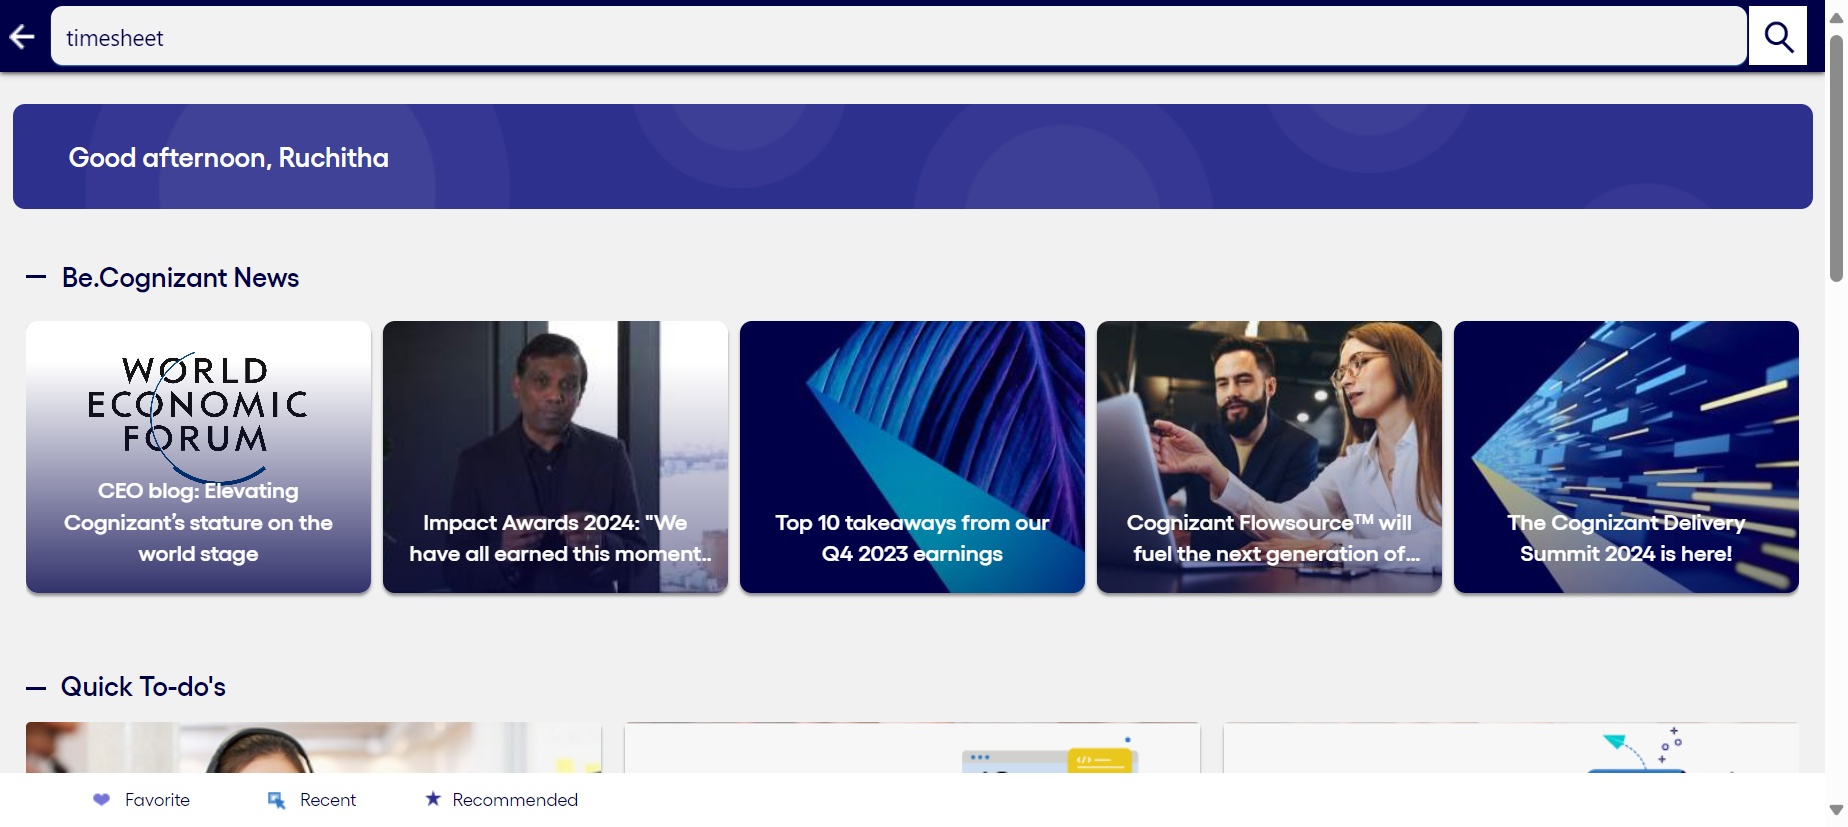 timesheet
Good afternoon, Ruchitha
Be.Cognizant News
WORLD
ECONOMIC
FORUM
CEO blog: Elevating
Cognizant’s stature on the
world stage
Impact Awards 2024: "We
have all earned this moment...
Top 10 takeaways from our
Q4 2023 earnings
Cognizant Flowsource™ will
fuel the next generation of...
The Cognizant Delivery
Summit 2024 is here!
Quick To-do's
</>
Favorite
Recent
Recommended